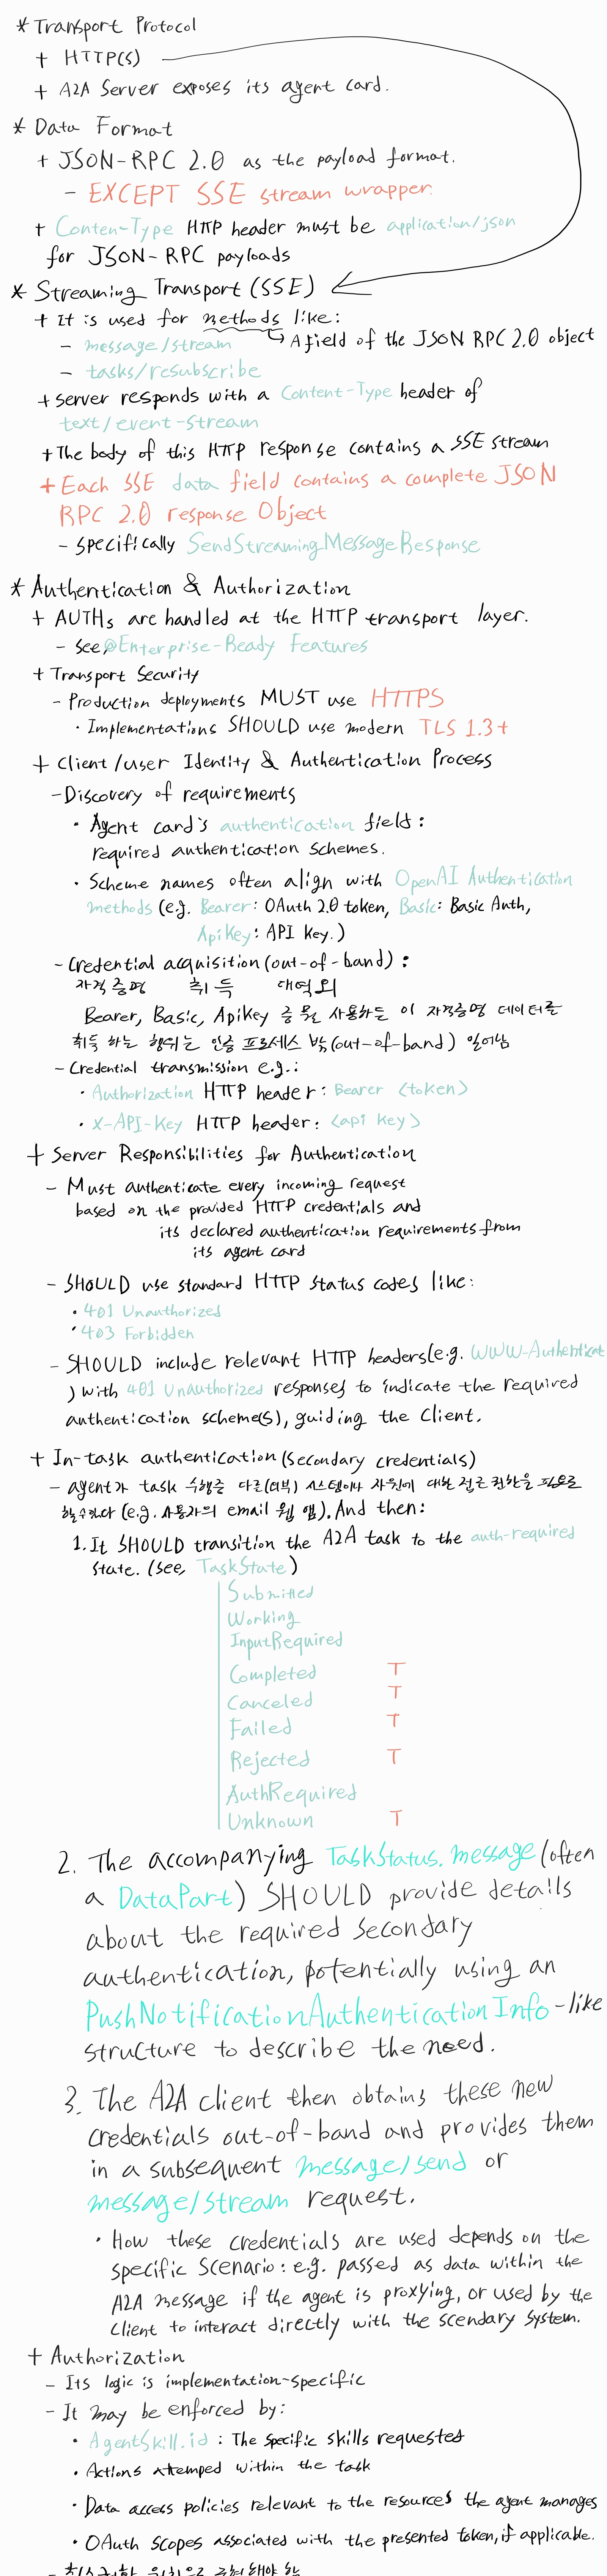 * Transport Protocol
+ HTTP(S)
+ A2A Server exposes its agent card.
* Data Format
+ JSON-RPC 2.0 as the payload format.
- EXCEPT SSE stream wrapper.
+ Conten-Type HTTP header must be application/json
for JSON-RPC payloads
* Streaming Transport (SSE)
+ It is used for methods like:
↳ A field of the JSON RPC 2.0 object
- message/stream
- tasks/resubscribe
+ server responds with a Content-Type header of
text/event-stream
+ The body of this HTTP response contains a SSE stream
+ Each SSE data field contains a complete JSON
RPC 2.0 response Object
- specifically SendStreamingMessageResponse
* Authentication & Authorization
+ AUTHs are handled at the HTTP transport layer.
- See, @Enterprise-Ready Features
+ Transport Security
- Production deployments MUST use HTTPS
· Implementations SHOULD use modern TLS 1.3+
+ Client/user Identity & Authentication Process
- Discovery of requirements
· Agent card's authentication field:
required authentication schemes.
· Scheme names often align with OpenAI Authentication
methods (e.g. Bearer: OAuth 2.0 token, Basic: Basic Auth,
ApiKey: API key.)
- Credential acquisition (out-of-band) :
자격 증명 취득 대역 외
Bearer, Basic, ApiKey 중 무얼 사용하든 이 자격증명 데이터를
취득 하는 행위는 인증 프로세스 밖(out-of-band) 일어남
- Credential transmission e.g.:
· Authorization HTTP header: Bearer <token>
· X-API-Key HTTP header: <api key>
+ Server Responsibilities for Authentication
- Must authenticate every incoming request
based on the provided HTTP credentials and
its declared authentication requirements from
its agent card
- SHOULD use standard HTTP status codes like:
· 401 Unauthorized
· 403 Forbidden
- SHOULD include relevant HTTP headers(e.g. WWW-Authenticat
) with 401 Unauthorized responses to indicate the required
authentication scheme(s), guiding the Client.
+ In-task authentication (secondary credentials)
- agent가 task 수행중 다른(외부) 시스템이나 자원에 대한 접근 권한을 필요로
할수있다 (e.g. 사용자의 email 웹 앱). And then:
1. It SHOULD transition the A2A task to the auth-required
state. (See, TaskState)
Submitted
Working
InputRequired
Completed T
Canceled T
Failed T
Rejected T
AuthRequired
Unknown T
2. The accompanying TaskStatus.message (often
a DataPart) SHOULD provide details
about the required secondary
authentication, potentially using an
PushNotificationAuthenticationInfo-like
structure to describe the need.
3. The A2A client then obtains these new
credentials out-of-band and provides them
in a subsequent message/send or
message/stream request.
· How these credentials are used depends on the
specific scenario: e.g. passed as data within the
A2A message if the agent is proxying, or used by the
client to interact directly with the scendary system.
+ Authorization
- Its logic is implementation-specific
- It may be enforced by:
· AgentSkill.id : The specific skills requested
· Actions attemped within the task
· Data access policies relevant to the resources the agent manages
· OAuth scopes associated with the presented token, if applicable.